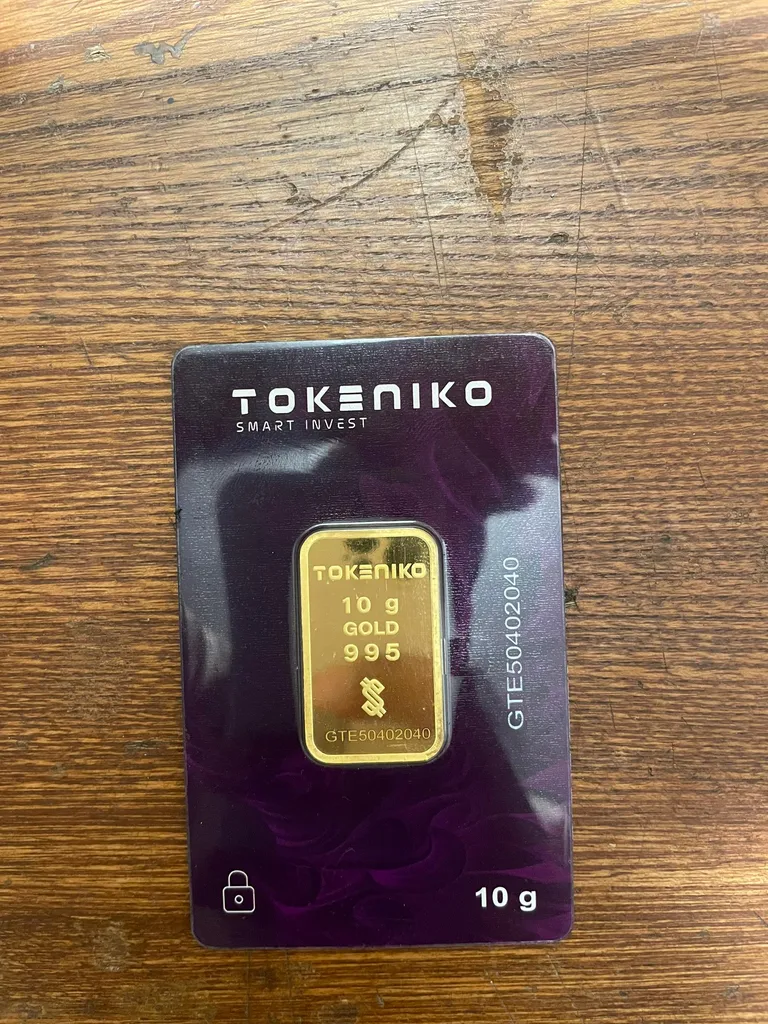 TOKENIKO
SMART INVEST
TOKENIKO
10 g
GOLD
995
GTE50402040
GTE50402040
10 g